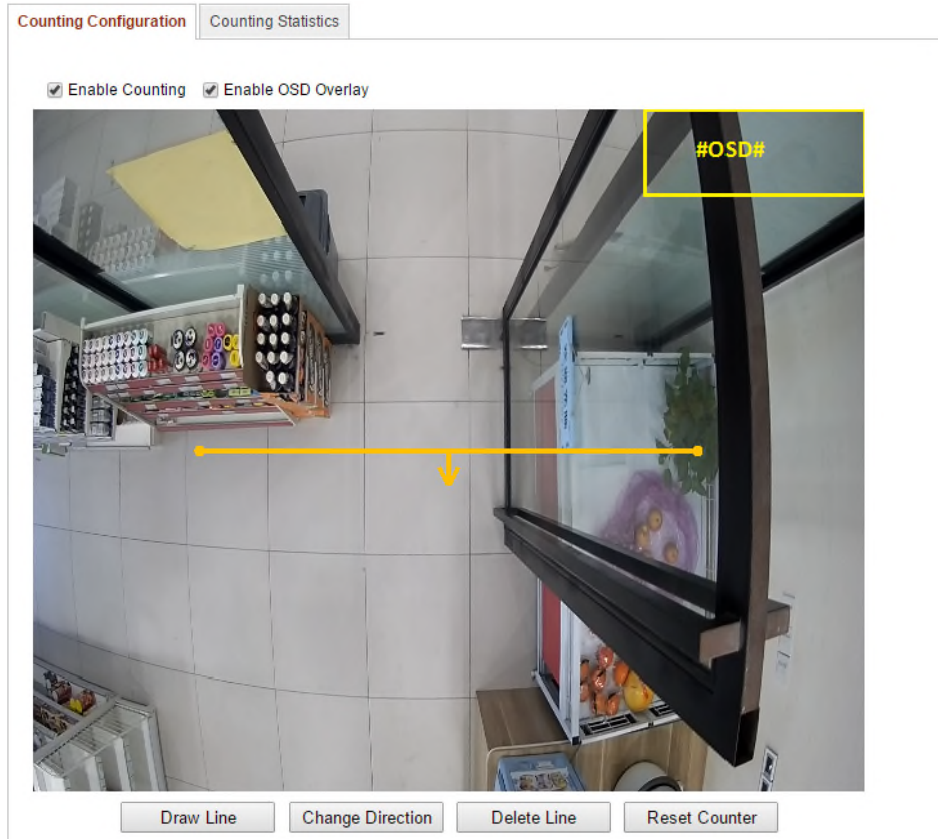 Counting Configuration
Counting Statistics
Enable Counting
Enable OSD Overlay
#OSD#
Draw Line
Change Direction
Delete Line
Reset Counter